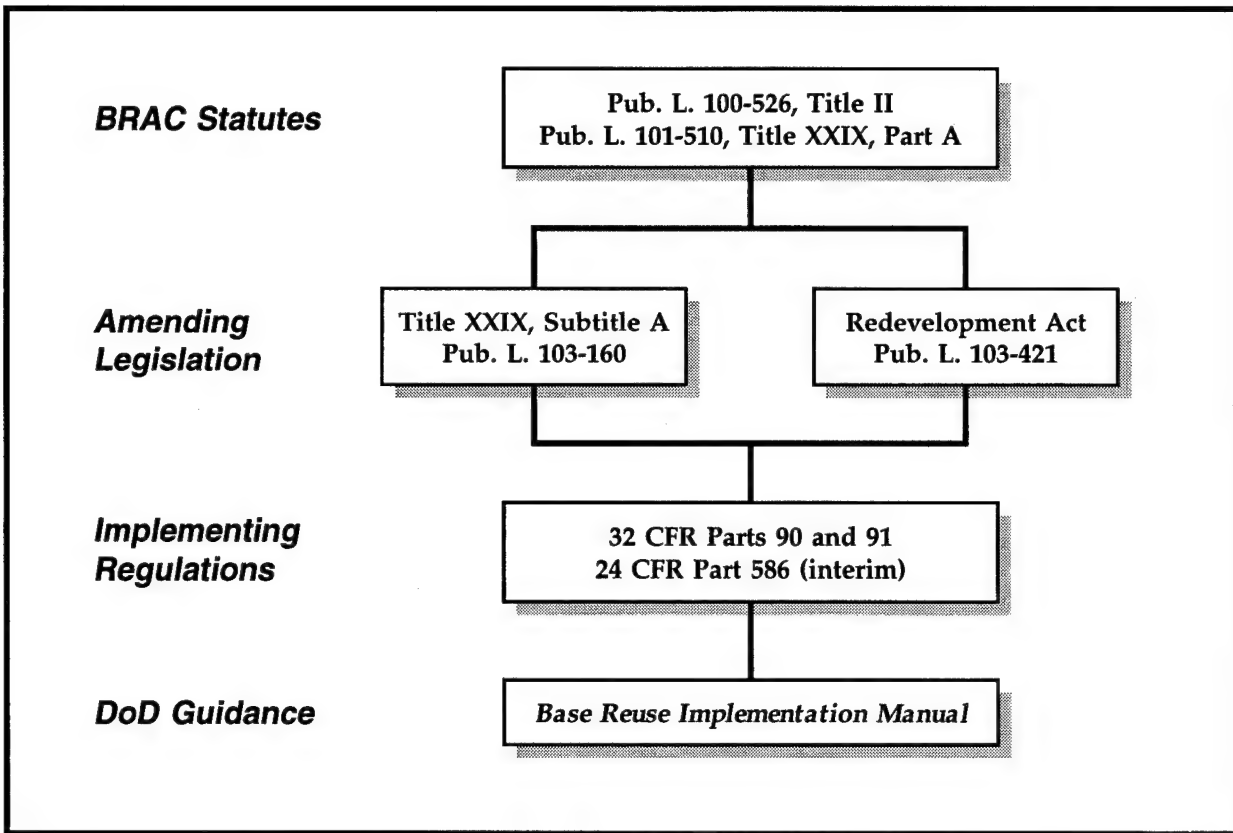 BRAC Statutes
Pub. L. 100-526, Title II
Pub. L. 101-510, Title XXIX, Part A
Amending
Legislation
Title XXIX, Subtitle A
Pub. L. 103-160
Redevelopment Act
Pub. L. 103-421
Implementing
Regulations
32 CFR Parts 90 and 91
24 CFR Part 586 (interim)
DoD Guidance
Base Reuse Implementation Manual